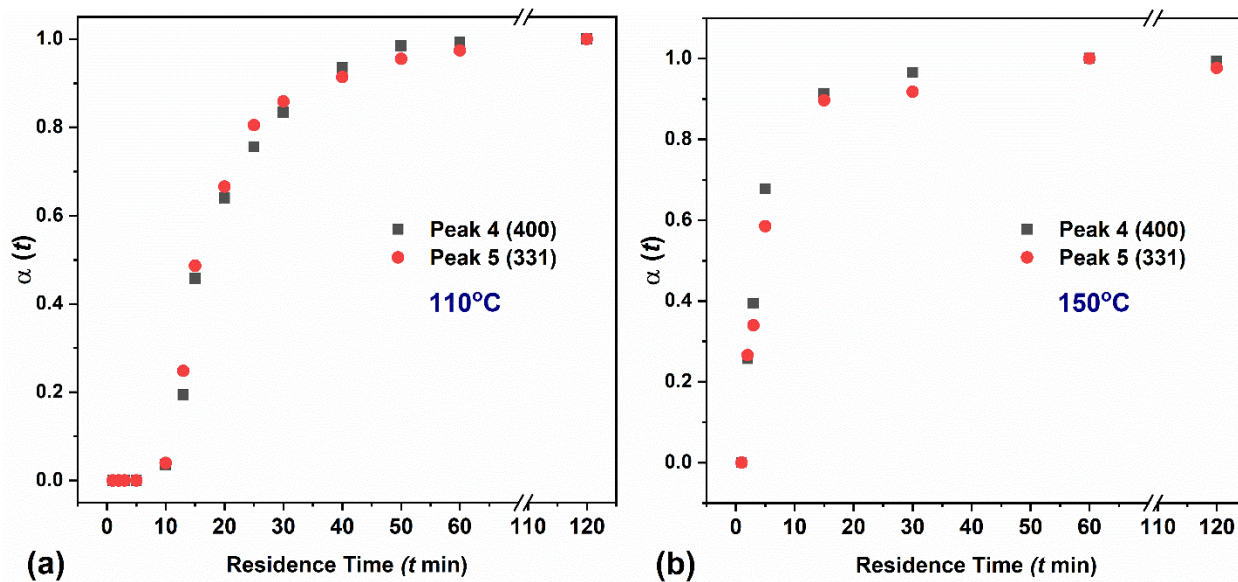 1.0
0.8
0.6
0.4
0.2
0.0
α (t)
Peak 4 (400)
Peak 5 (331)
110°C
0 10 20 30 40 50 60 110 120
Residence Time (t min)
(a)
1.0
0.8
0.6
0.4
0.2
0.0
α (t)
Peak 4 (400)
Peak 5 (331)
150°C
0 10 20 30 40 50 60 110 120
Residence Time (t min)
(b)